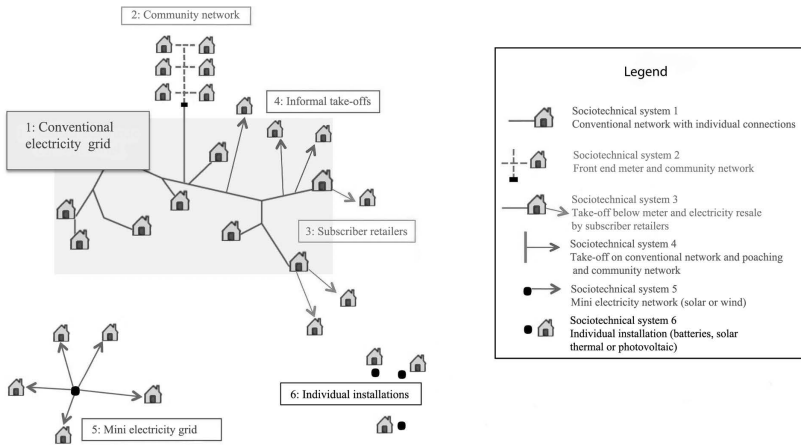 2: Community network
4: Informal take-offs
1: Conventional
electricity grid
3: Subscriber retailers
5: Mini electricity grid
6: Individual installations
Legend
Sociotechnical system 1
Conventional network with individual connections
Sociotechnical system 2
Front end meter and community network
Sociotechnical system 3
Take-off below meter and electricity resale
by subscriber retailers
Sociotechnical system 4
Take-off on conventional network and poaching
and community network
Sociotechnical system 5
Mini electricity network (solar or wind)
Sociotechnical system 6
Individual installation (batteries, solar
thermal or photovoltaic)